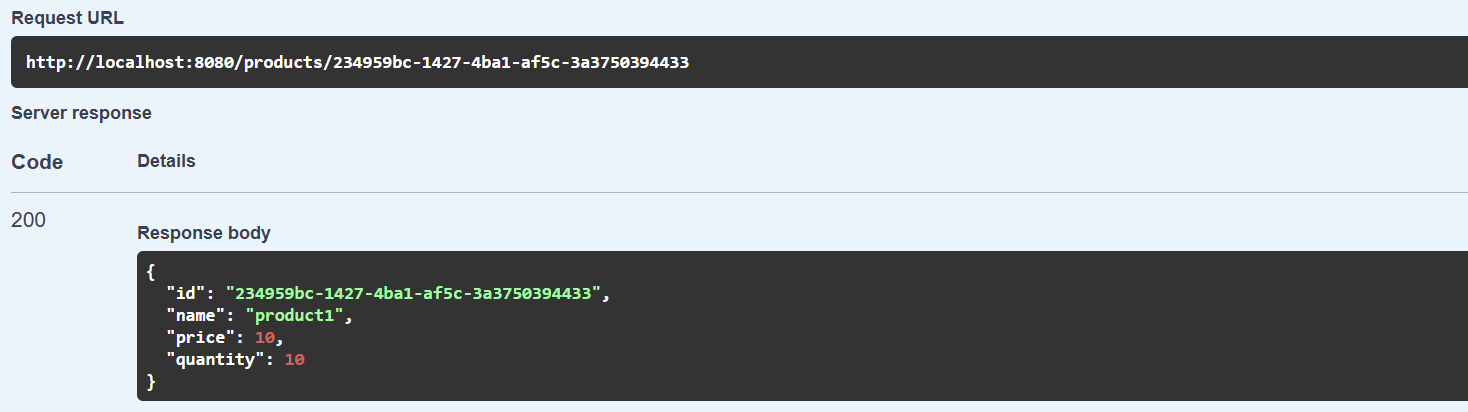 Request URL
http://localhost:8080/products/234959bc-1427-4ba1-af5c-3a3750394433
Server response
Code Details
200
Response body
{
"id": "234959bc-1427-4ba1-af5c-3a3750394433",
"name": "product1",
"price": 10,
"quantity": 10
}